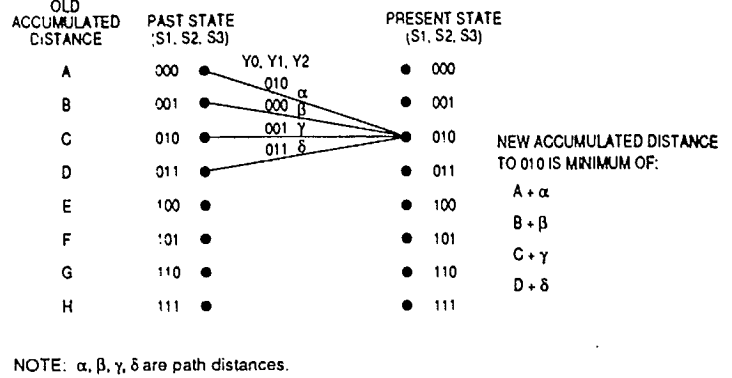 OLD
ACCUMULATED
DISTANCE
PAST STATE
(S1, S2, S3)
PRESENT STATE
(S1, S2, S3)
Y0, Y1, Y2
A 000 010 α 000
B 001 000 β 001
C 010 001 γ 010
D 011 011 δ 011
E 100 100
F 101 101
G 110 110
H 111 111
NEW ACCUMULATED DISTANCE
TO 010 IS MINIMUM OF:
A + α
B + β
C + γ
D + δ
NOTE: α, β, γ, δ are path distances.